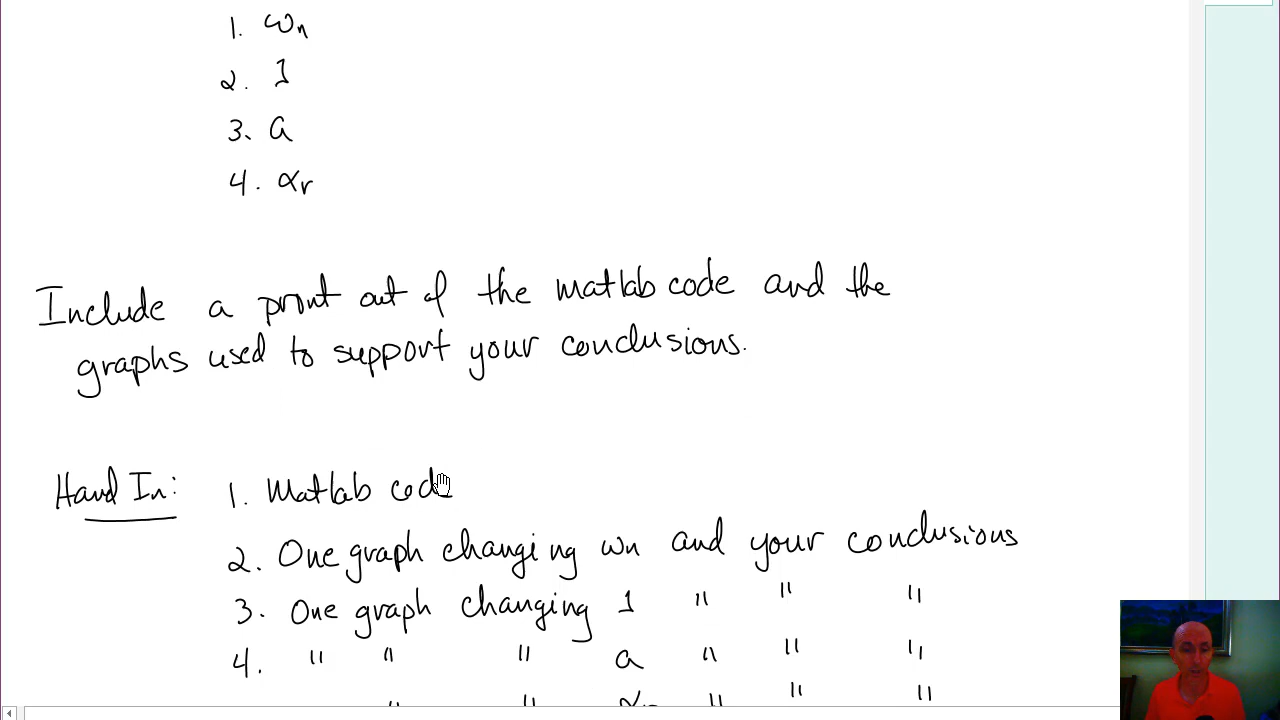 1. ωn
2. ζ
3. a
4. αr
Include a print out of the matlab code and the
graphs used to support your conclusions.
Hand In: 1. Matlab code
2. One graph changing ωn and your conclusions
3. One graph changing ζ " " "
4. " " " a " " "
" " αr " " "